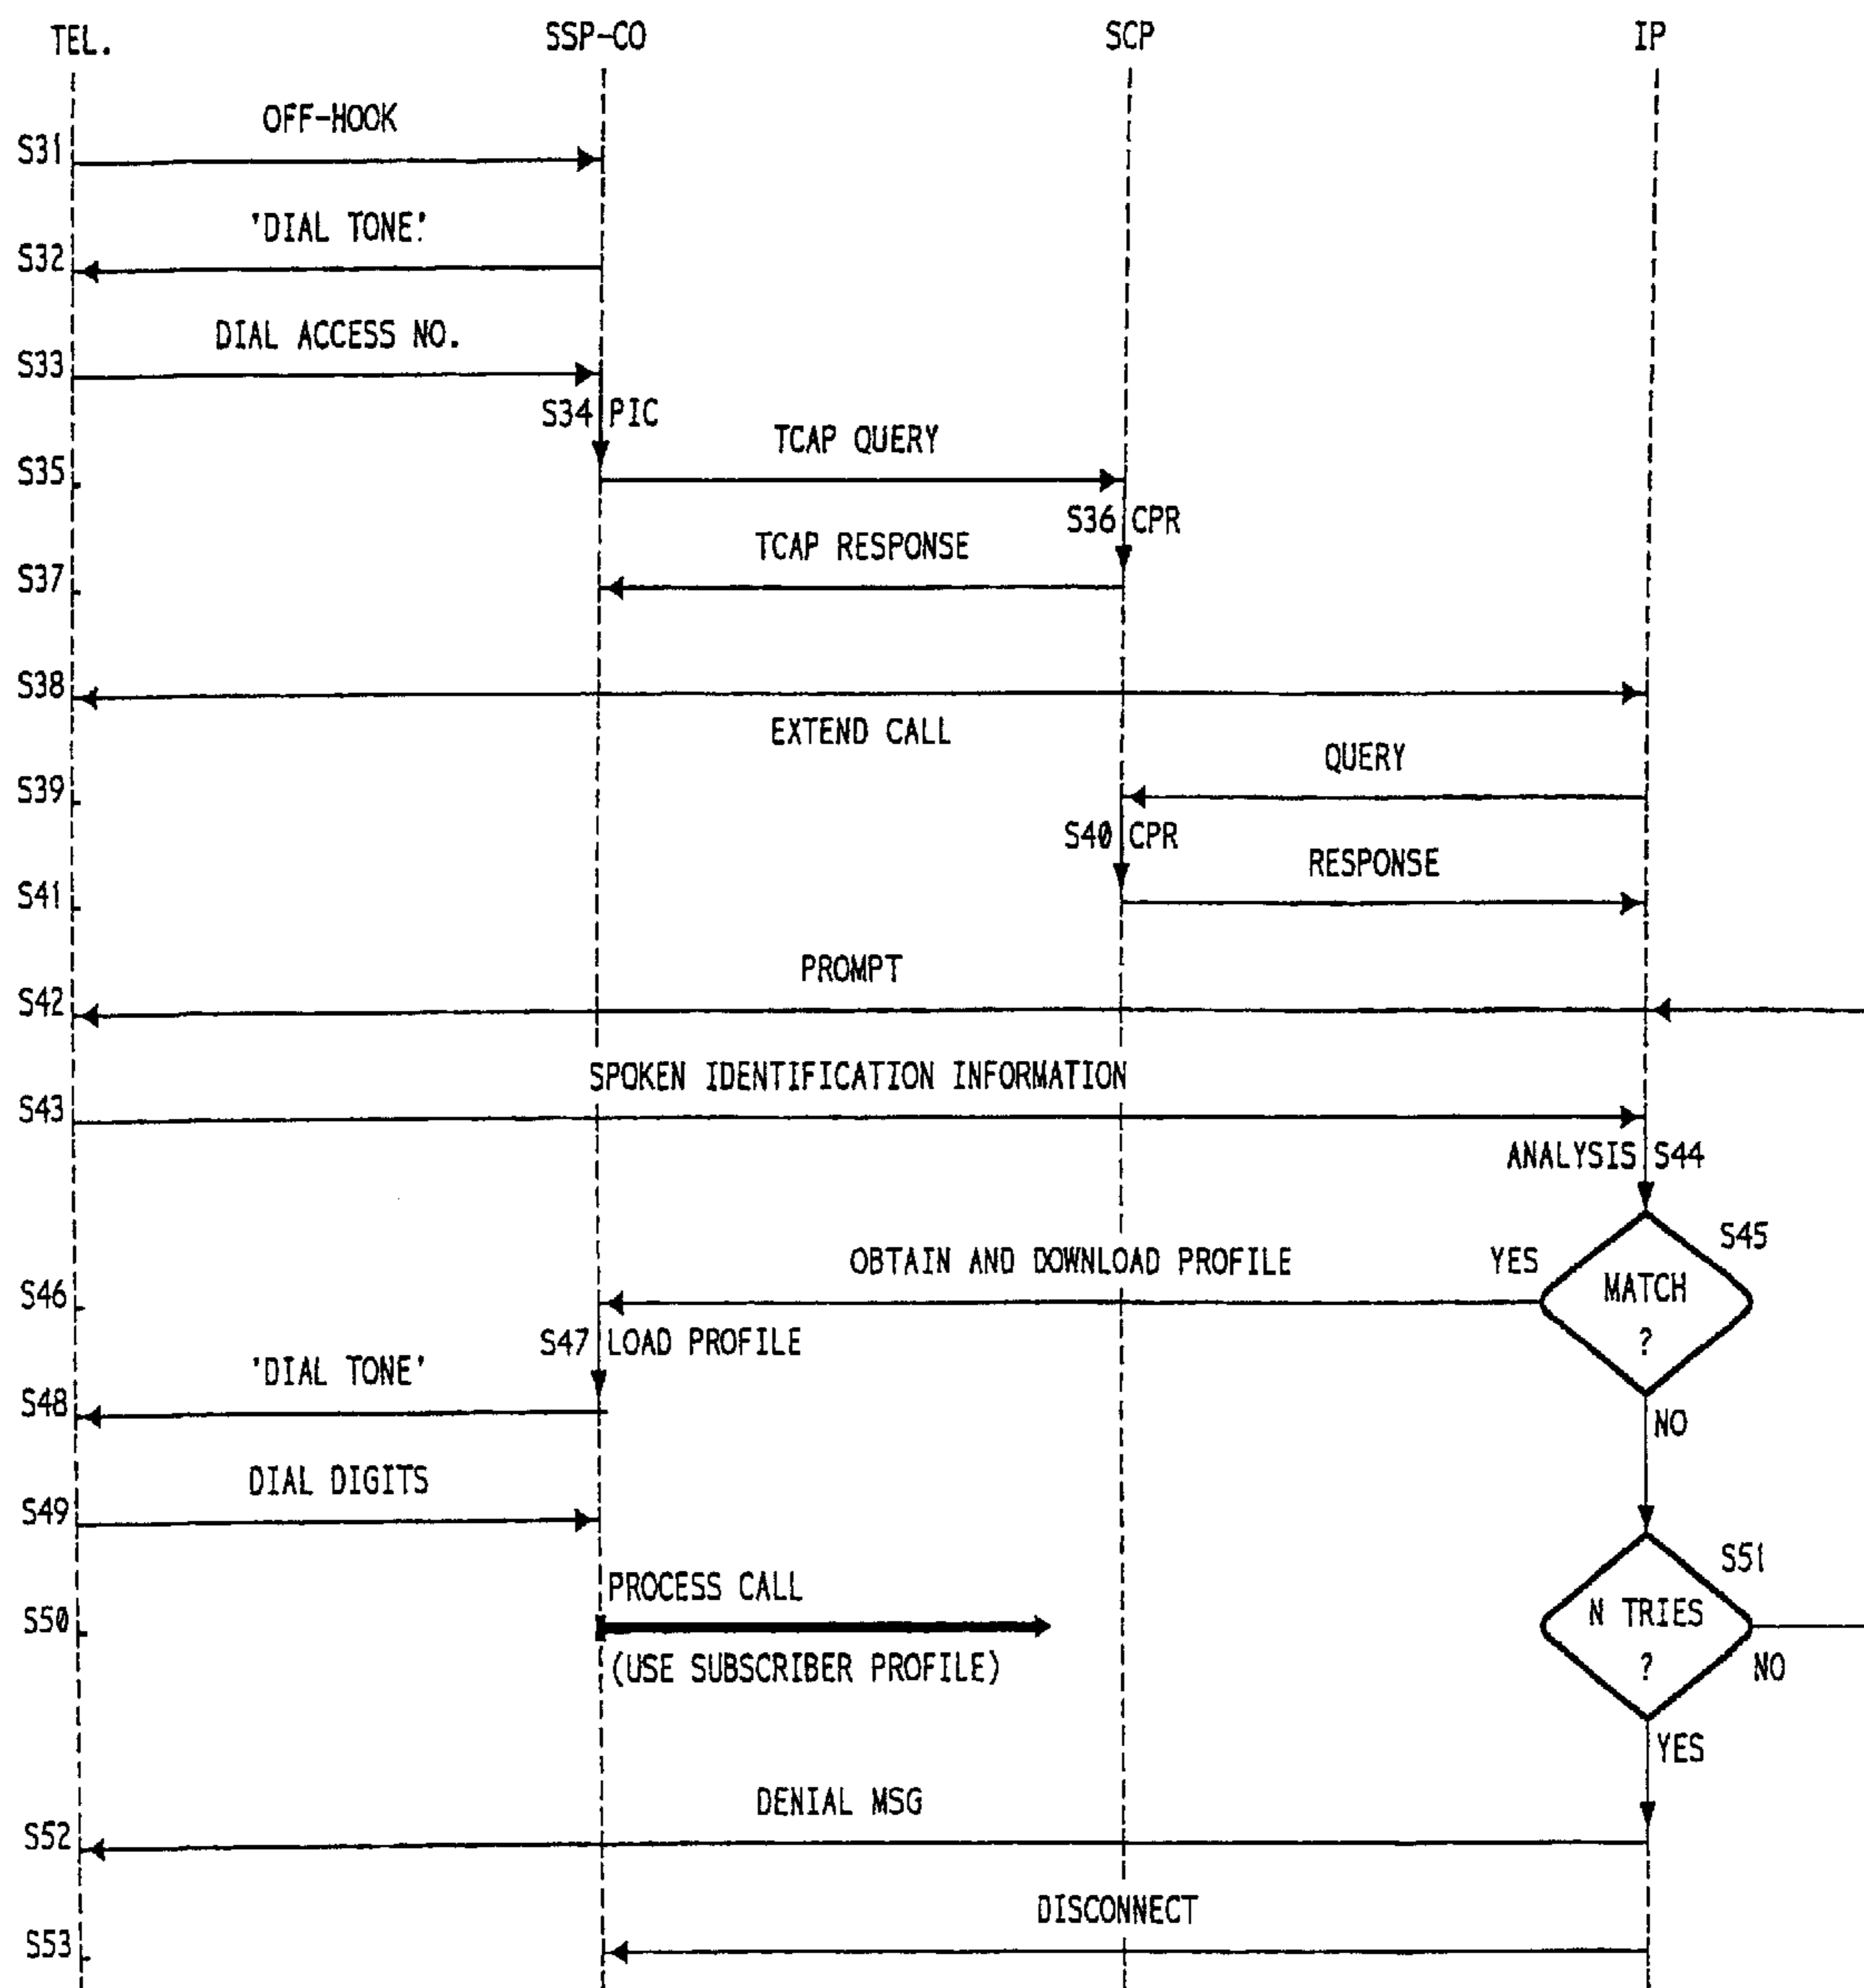 TEL. SSP-CO SCP IP
OFF-HOOK
S31
'DIAL TONE'
S32
DIAL ACCESS NO.
S33
S34 PIC
TCAP QUERY
S35
S36 CPR
TCAP RESPONSE
S37
S38
EXTEND CALL
QUERY
S39
S40 CPR
RESPONSE
S41
PROMPT
S42
SPOKEN IDENTIFICATION INFORMATION
S43
ANALYSIS S44
S45
OBTAIN AND DOWNLOAD PROFILE YES
MATCH
?
S46
S47 LOAD PROFILE
'DIAL TONE'
S48
NO
DIAL DIGITS
S49
S51
PROCESS CALL
N TRIES
?
S50
(USE SUBSCRIBER PROFILE)
NO
YES
DENIAL MSG
S52
DISCONNECT
S53